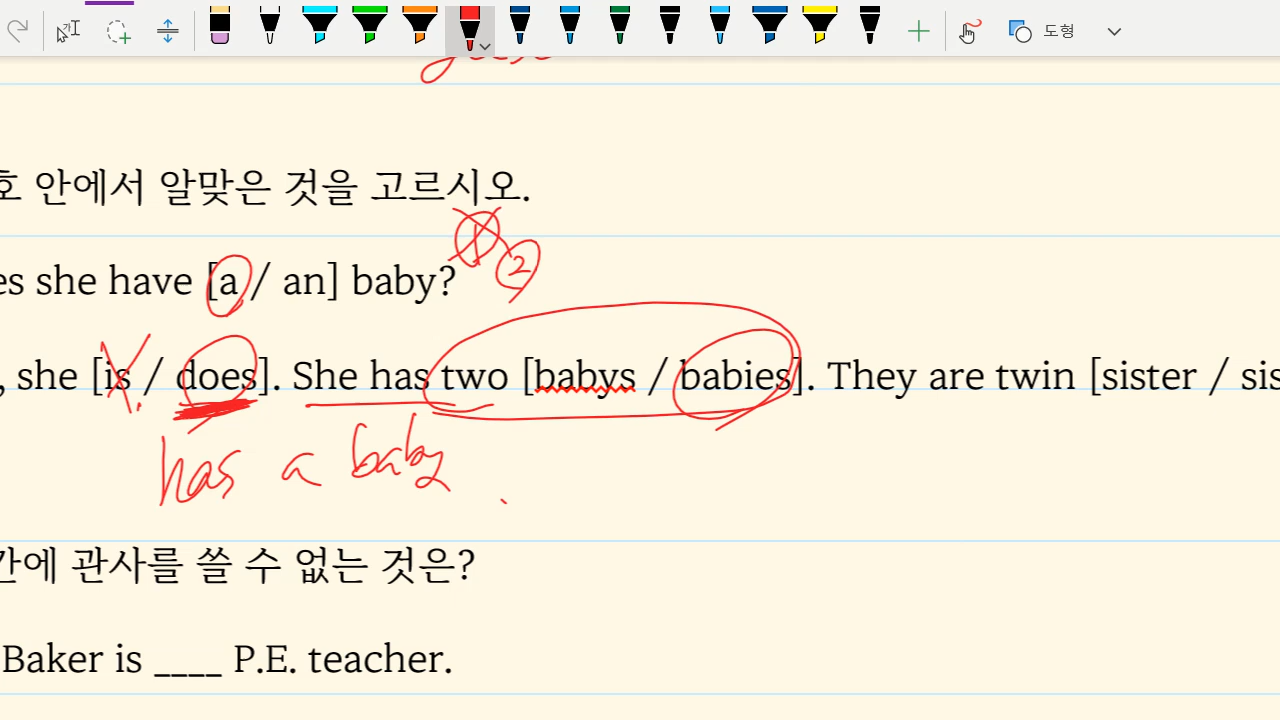 도형
호 안에서 알맞은 것을 고르시오.
① ②
es she have [a / an] baby?
, she [is / does]. She has two [babys / babies]. They are twin [sister / sis
has a baby
간에 관사를 쓸 수 없는 것은?
Baker is ____ P.E. teacher.